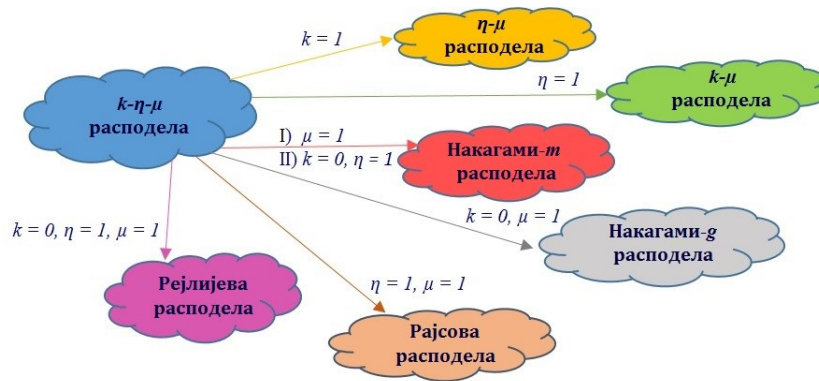 η-μ
расподела
k = 1
k-η-μ
расподела
η = 1
k-μ
расподела
I) μ = 1
II) k = 0, η = 1
Накагами-m
расподела
k=0, μ = 1
Накагами-g
расподела
k = 0, η = 1, μ = 1
Рејлијева
расподела
η = 1, μ = 1
Рајсова
расподела